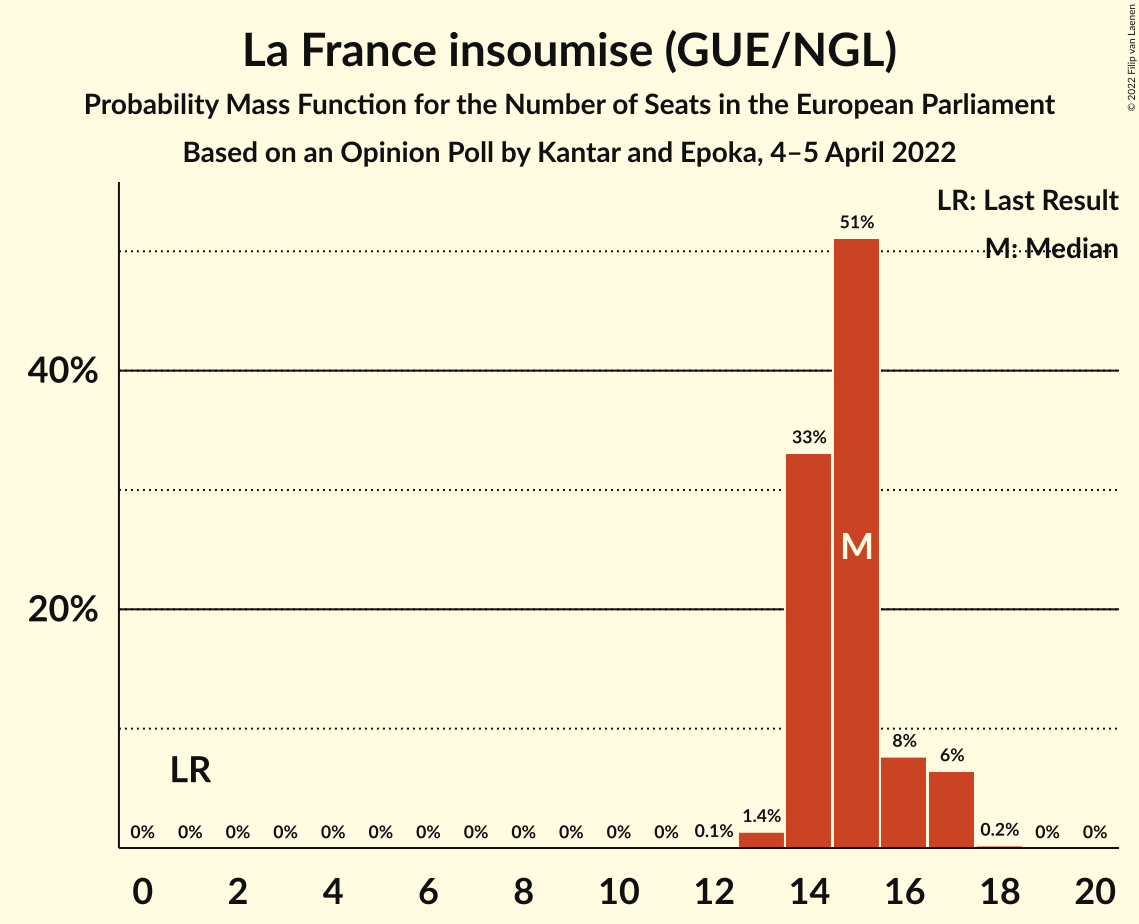 La France insoumise (GUE/NGL)
Probability Mass Function for the Number of Seats in the European Parliament
Based on an Opinion Poll by Kantar and Epoka, 4–5 April 2022
© 2022 Filip van Laenen
LR: Last Result
M: Median
51%
40%
33%
M
20%
8%
6%
LR
0% 0% 0% 0% 0% 0% 0% 0% 0% 0% 0% 0% 0.1% 1.4% 0.2% 0% 0%
0 2 4 6 8 10 12 14 16 18 20